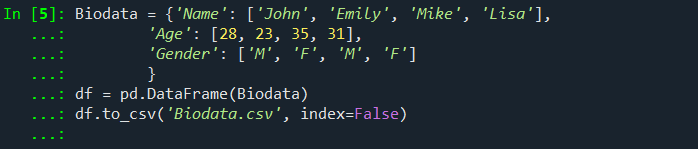 In [5]: Biodata = {'Name': ['John', 'Emily', 'Mike', 'Lisa'],
   ...:         'Age': [28, 23, 35, 31],
   ...:         'Gender': ['M', 'F', 'M', 'F']
   ...:         }
   ...: df = pd.DataFrame(Biodata)
   ...: df.to_csv('Biodata.csv', index=False)
   ...: